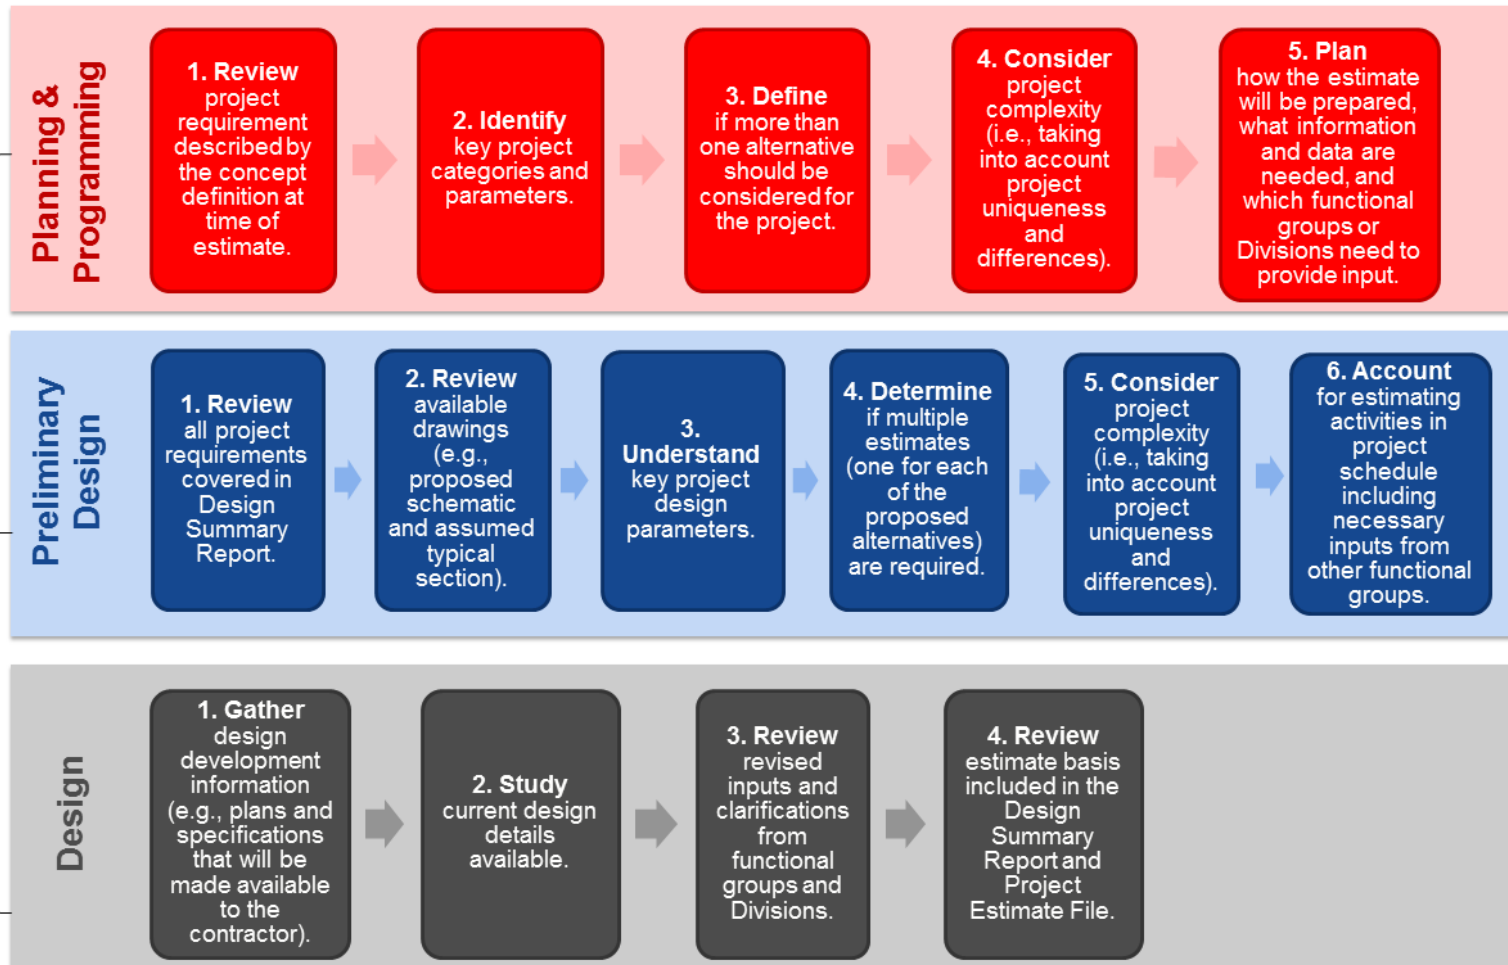 Planning &
Programming
1. Review
project
requirement
described by
the concept
definition at
time of
estimate.
2. Identify
key project
categories and
parameters.
3. Define
if more than
one alternative
should be
considered for
the project.
4. Consider
project
complexity
(i.e., taking
into account
project
uniqueness
and
differences).
5. Plan
how the estimate
will be prepared,
what information
and data are
needed, and
which functional
groups or
Divisions need to
provide input.
Preliminary
Design
1. Review
all project
requirements
covered in
Design
Summary
Report.
2. Review
available
drawings
(e.g.,
proposed
schematic
and assumed
typical
section).
3.
Understand
key project
design
parameters.
4. Determine
if multiple
estimates
(one for each
of the
proposed
alternatives)
are required.
5. Consider
project
complexity
(i.e., taking
into account
project
uniqueness
and
differences).
6. Account
for estimating
activities in
project
schedule
including
necessary
inputs from
other functional
groups.
Design
1. Gather
design
development
information
(e.g., plans and
specifications
that will be
made available
to the
contractor).
2. Study
current design
details
available.
3. Review
revised
inputs and
clarifications
from
functional
groups and
Divisions.
4. Review
estimate basis
included in the
Design
Summary
Report and
Project
Estimate File.